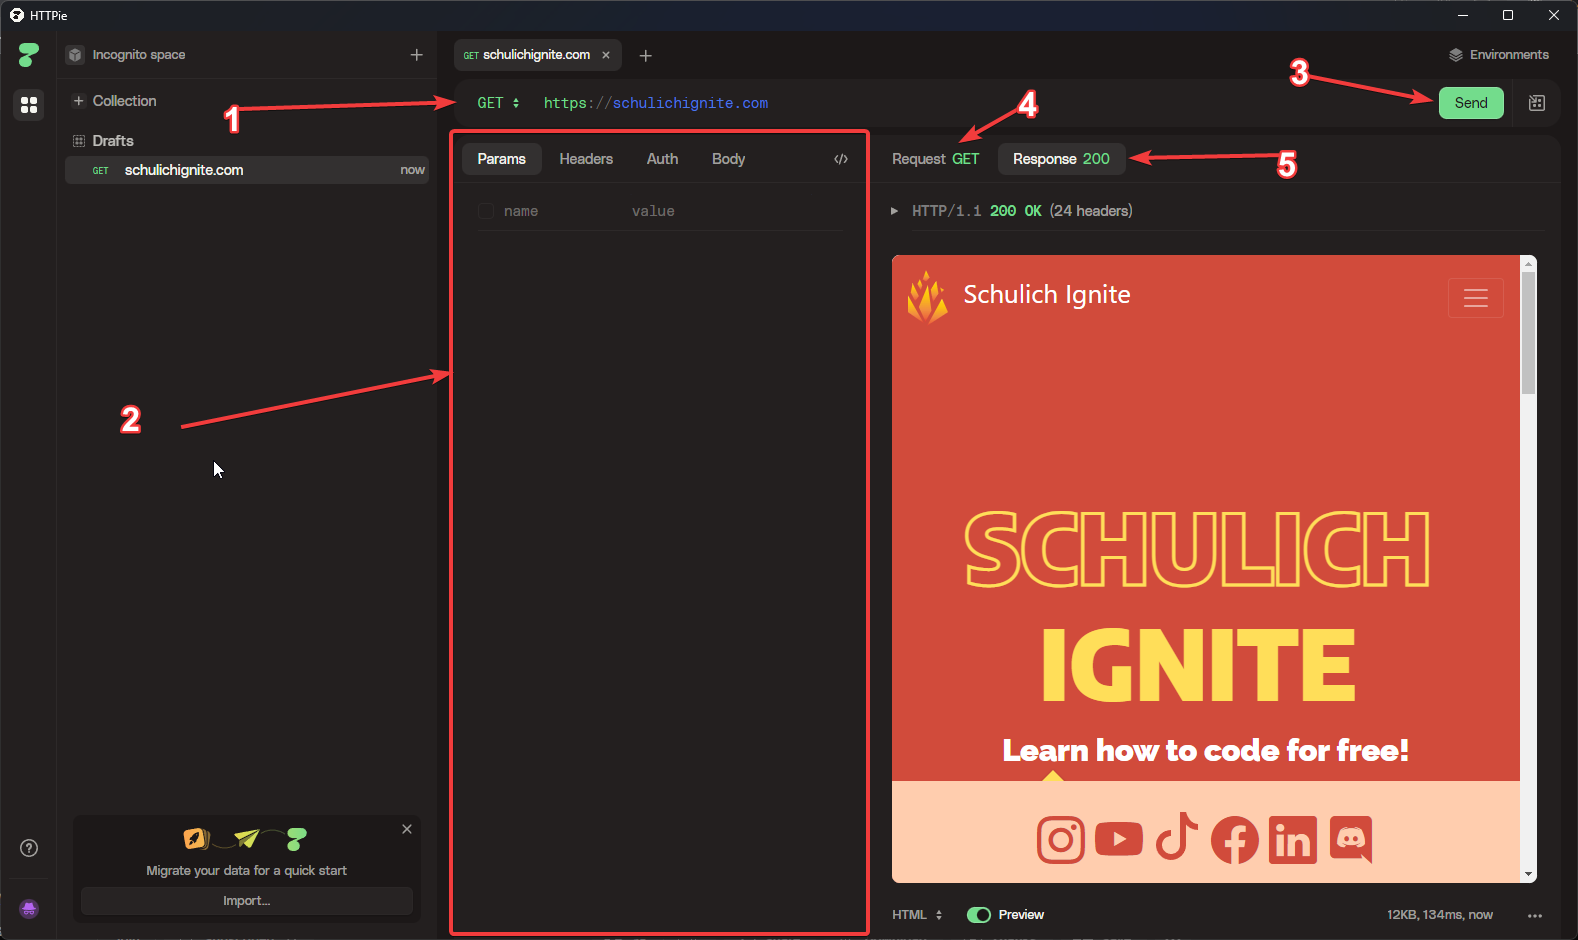 HTTPie
Incognito space
GET schulichignite.com
Environments
Collection
GET https://schulichignite.com
Send
1
3
4
Drafts
GET schulichignite.com now
Params Headers Auth Body </>
Request GET Response 200
5
name value
HTTP/1.1 200 OK (24 headers)
Schulich Ignite
2
SCHULICH
IGNITE
Learn how to code for free!
in
Migrate your data for a quick start
Import...
HTML Preview 12KB, 134ms, now